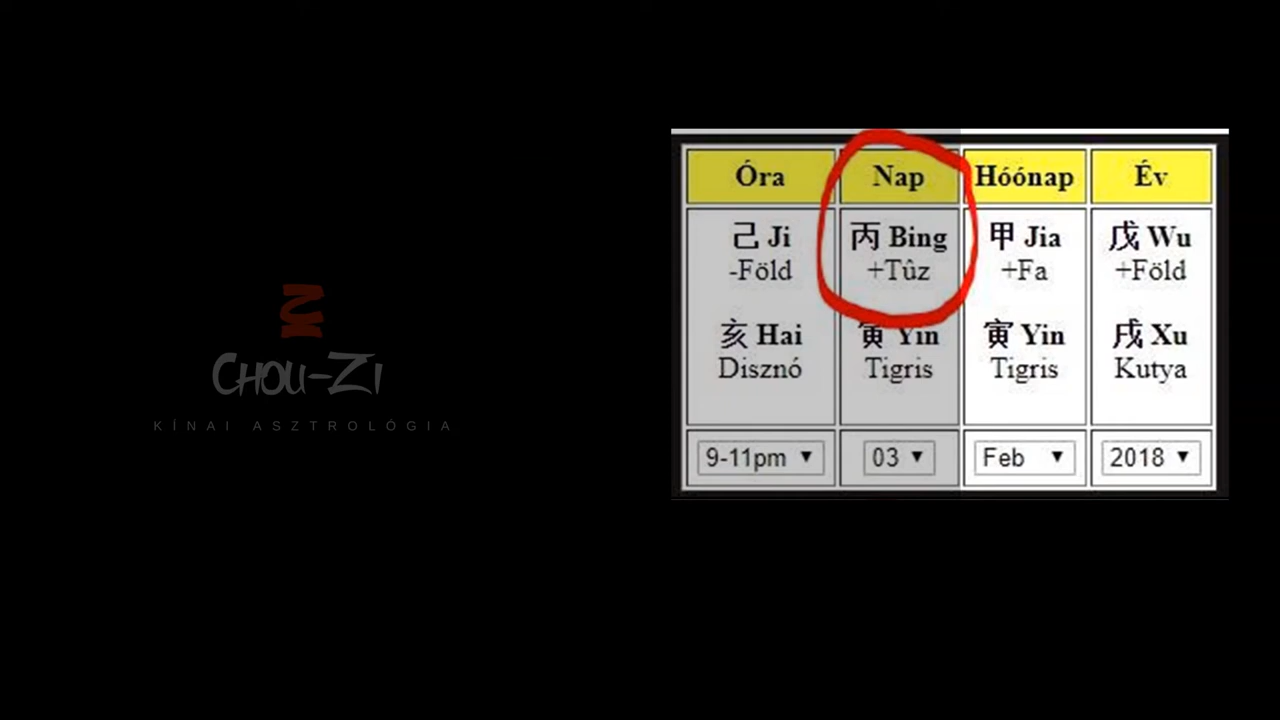 CHOU-ZI
KÍNAI ASZTROLÓGIA
Óra Nap Hóónap Év
己 Ji 丙 Bing 甲 Jia 戊 Wu
-Föld +Tûz +Fa +Föld
亥 Hai 寅 Yin 寅 Yin 戌 Xu
Disznó Tigris Tigris Kutya
9-11pm 03 Feb 2018